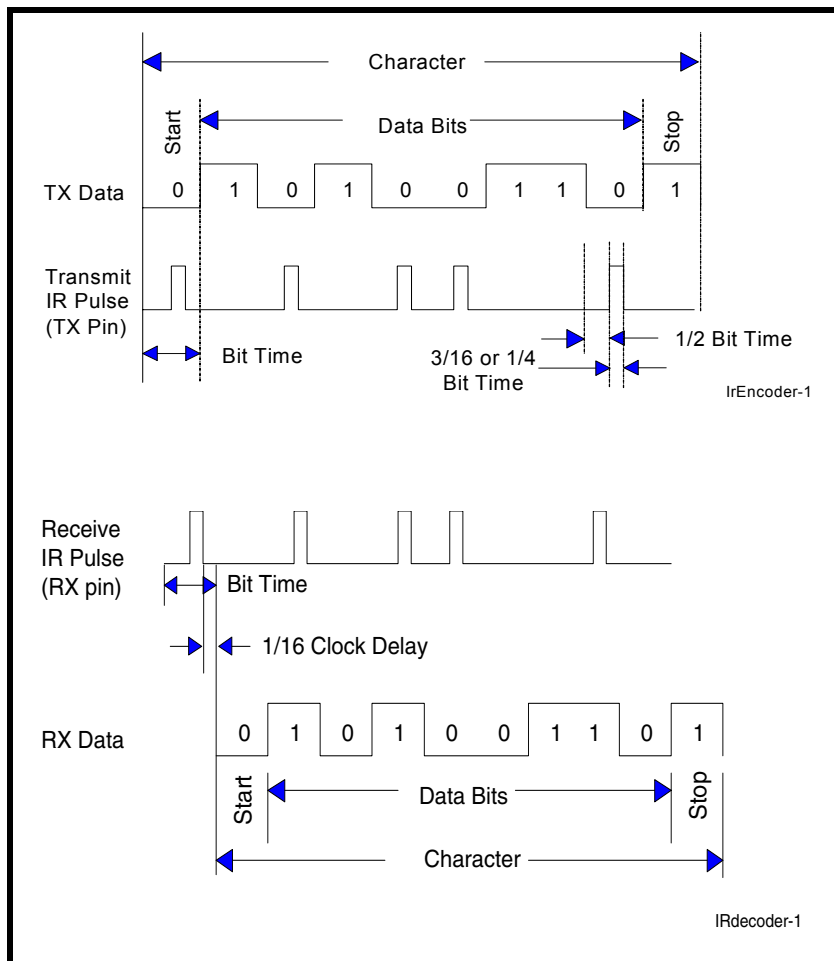 Character
Start
Data Bits
Stop
TX Data
0 1 0 1 0 0 1 1 0 1
Transmit
IR Pulse
(TX Pin)
Bit Time
1/2 Bit Time
3/16 or 1/4
Bit Time
IrEncoder-1
Receive
IR Pulse
(RX pin)
Bit Time
1/16 Clock Delay
RX Data
0 1 0 1 0 0 1 1 0 1
Start
Data Bits
Stop
Character
IRdecoder-1